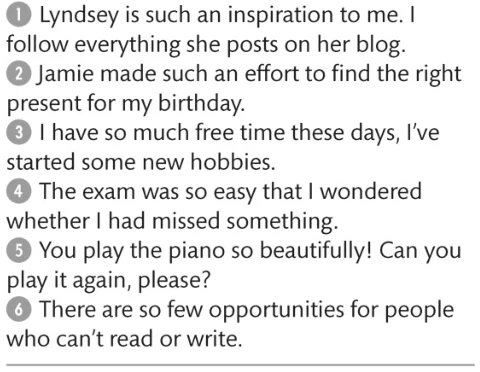 1 Lyndsey is such an inspiration to me. I
follow everything she posts on her blog.
2 Jamie made such an effort to find the right
present for my birthday.
3 I have so much free time these days, I've
started some new hobbies.
4 The exam was so easy that I wondered
whether I had missed something.
5 You play the piano so beautifully! Can you
play it again, please?
6 There are so few opportunities for people
who can't read or write.